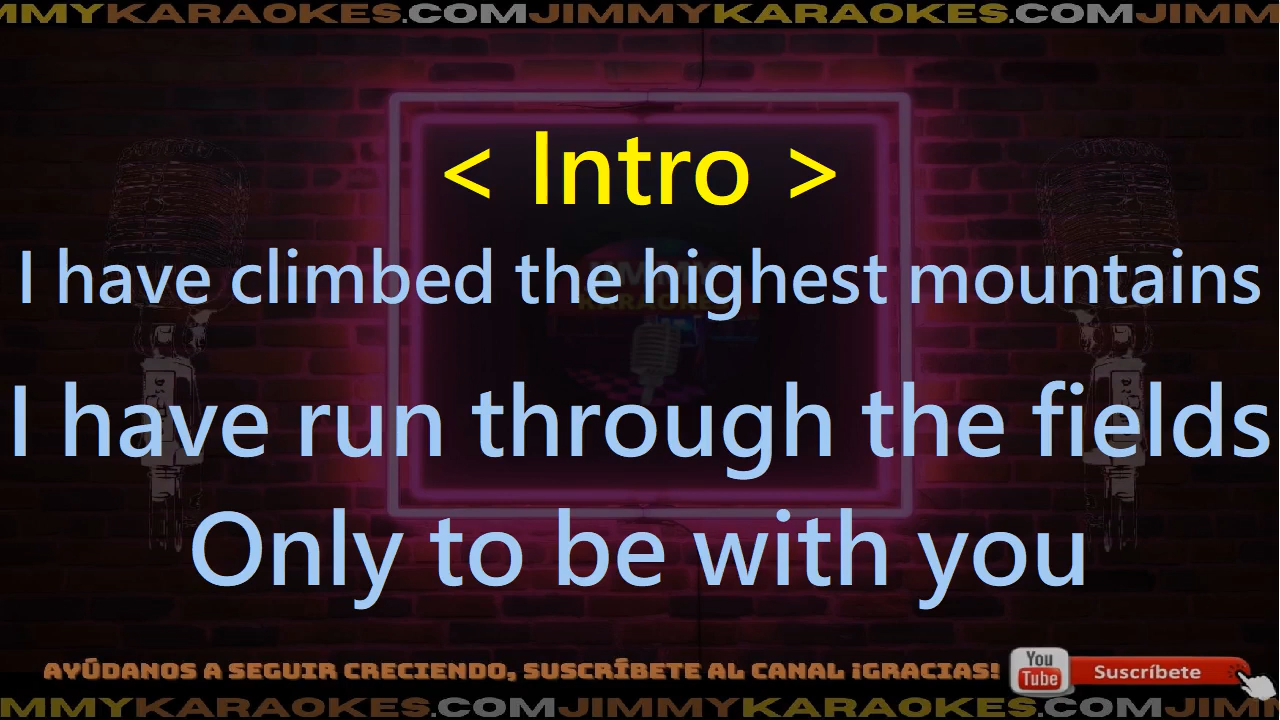 MMYKARAOKES.COMJIMMYKARAOKES.COMJIMM
< Intro >
I have climbed the highest mountains
I have run through the fields
Only to be with you
AYÚDANOS A SEGUIR CRECIENDO, SUSCRÍBETE AL CANAL ¡GRACIAS!
You
Tube
Suscríbete
MMYKARAOKES.COMJIMMYKARAOKES.COMJIM